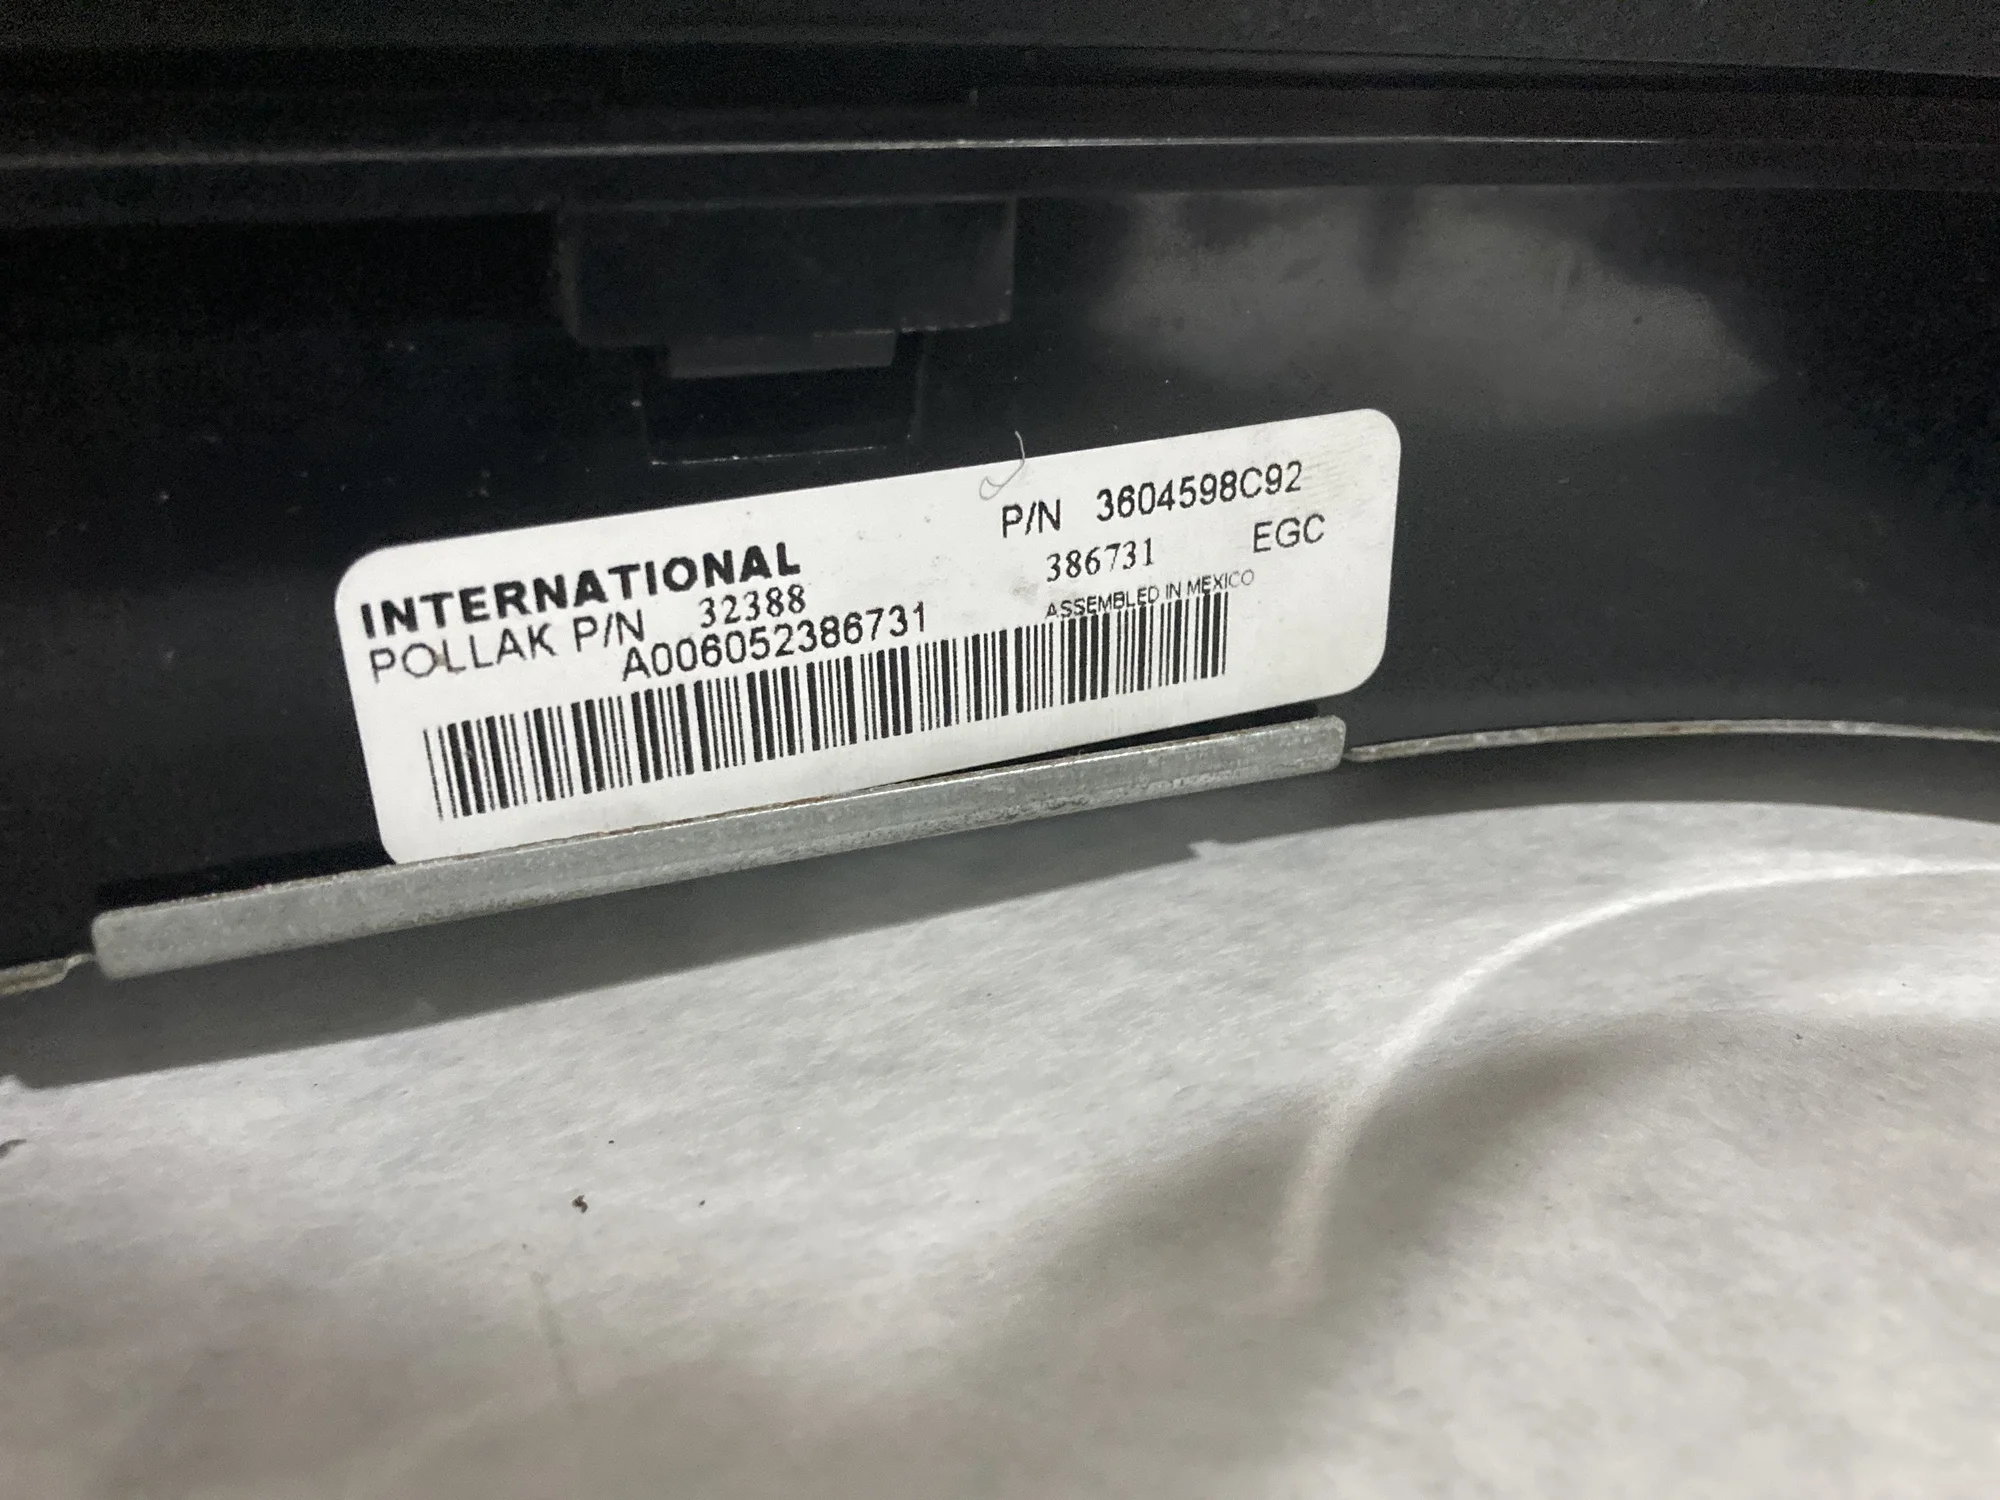 INTERNATIONAL
POLLAK P/N 32388
A006052386731
P/N 3604598C92
386731 EGC
ASSEMBLED IN MEXICO